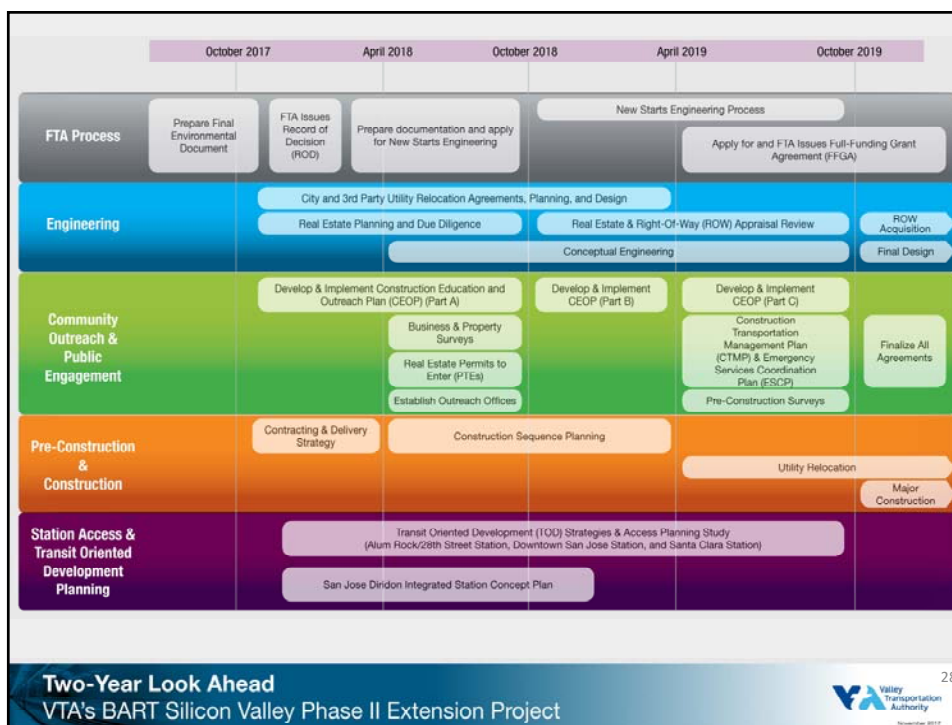 October 2017
April 2018
October 2018
April 2019
October 2019
FTA Process
Prepare Final
Environmental
Document
FTA Issues
Record of
Decision
(ROD)
Prepare documentation and apply
for New Starts Engineering
New Starts Engineering Process
Apply for and FTA Issues Full-Funding Grant
Agreement (FFGA)
Engineering
City and 3rd Party Utility Relocation Agreements, Planning, and Design
Real Estate Planning and Due Diligence
Real Estate & Right-Of-Way (ROW) Appraisal Review
ROW
Acquisition
Conceptual Engineering
Final Design
Community
Outreach &
Public
Engagement
Develop & Implement Construction Education and
Outreach Plan (CEOP) (Part A)
Develop & Implement
CEOP (Part B)
Develop & Implement
CEOP (Part C)
Business & Property
Surveys
Real Estate Permits to
Enter (PTEs)
Establish Outreach Offices
Construction
Transportation
Management Plan
(CTMP) & Emergency
Services Coordination
Plan (ESCP)
Pre-Construction Surveys
Finalize All
Agreements
Pre-Construction
&
Construction
Contracting & Delivery
Strategy
Construction Sequence Planning
Utility Relocation
Major
Construction
Station Access &
Transit Oriented
Development
Planning
Transit Oriented Development (TOD) Strategies & Access Planning Study
(Alum Rock/28th Street Station, Downtown San Jose Station, and Santa Clara Station)
San Jose Diridon Integrated Station Concept Plan
Two-Year Look Ahead
VTA's BART Silicon Valley Phase II Extension Project
VTA
Valley
Transportation
Authority
28
November 2017